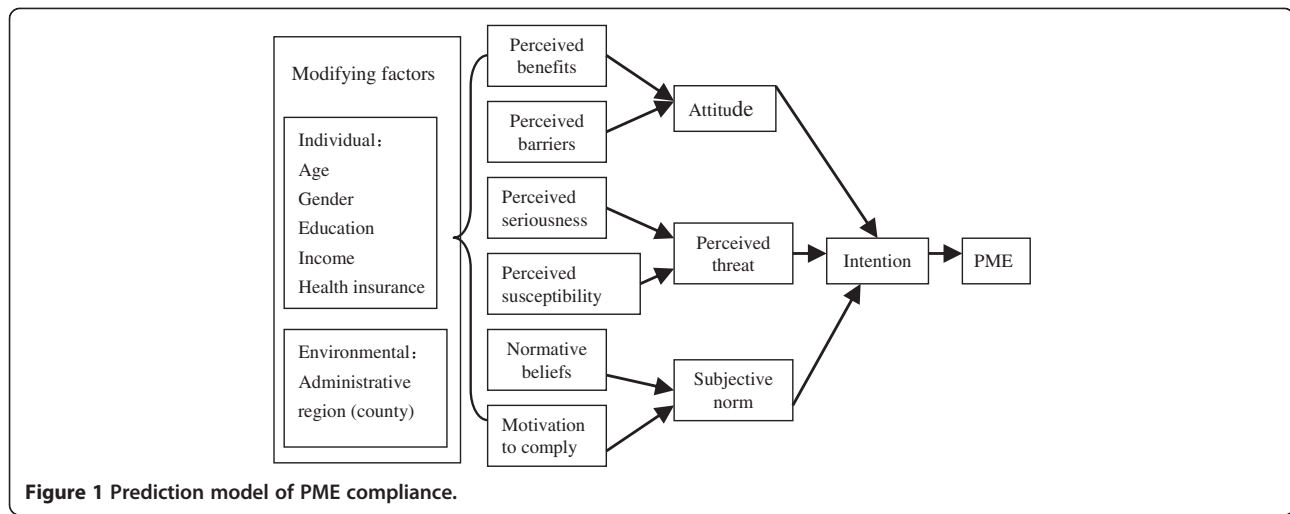 Modifying factors
Individual：
Age
Gender
Education
Income
Health insurance
Environmental：
Administrative
region (county)
Perceived
benefits
Perceived
barriers
Perceived
seriousness
Perceived
susceptibility
Normative
beliefs
Motivation
to comply
Attitude
Perceived
threat
Subjective
norm
Intention
PME
Figure 1 Prediction model of PME compliance.